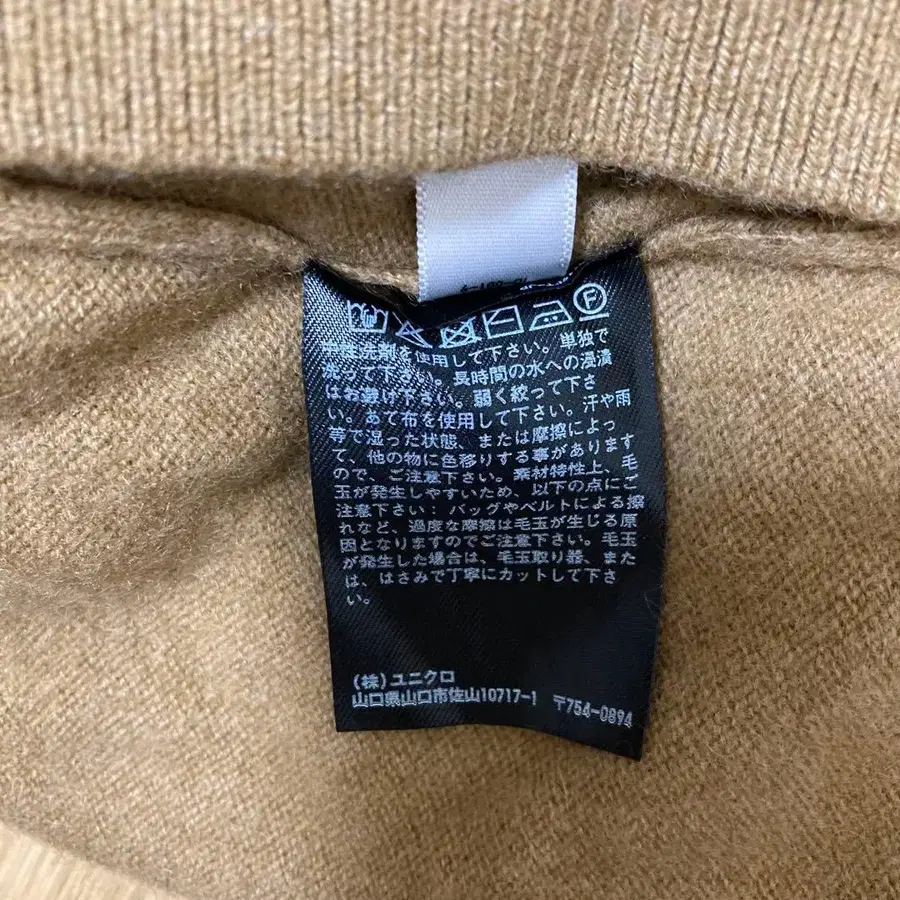 中性洗剤を使用して下さい。単独で
洗って下さい。長時間の水への浸漬
はお避け下さい。弱く絞って下さ
い。あて布を使用して下さい。汗や雨
等で湿った状態、または摩擦によっ
て、他の物に色移りする事があります
ので、ご注意下さい。素材特性上、毛
玉が発生しやすいため、以下の点にご
注意下さい：バッグやベルトによる擦
れなど、過度な摩擦は毛玉が生じる原
因となりますのでご注意下さい。毛玉
が発生した場合は、毛玉取り器、また
は、はさみで丁寧にカットして下さ
い。
(株)ユニクロ
山口県山口市佐山10717-1 〒754-0894